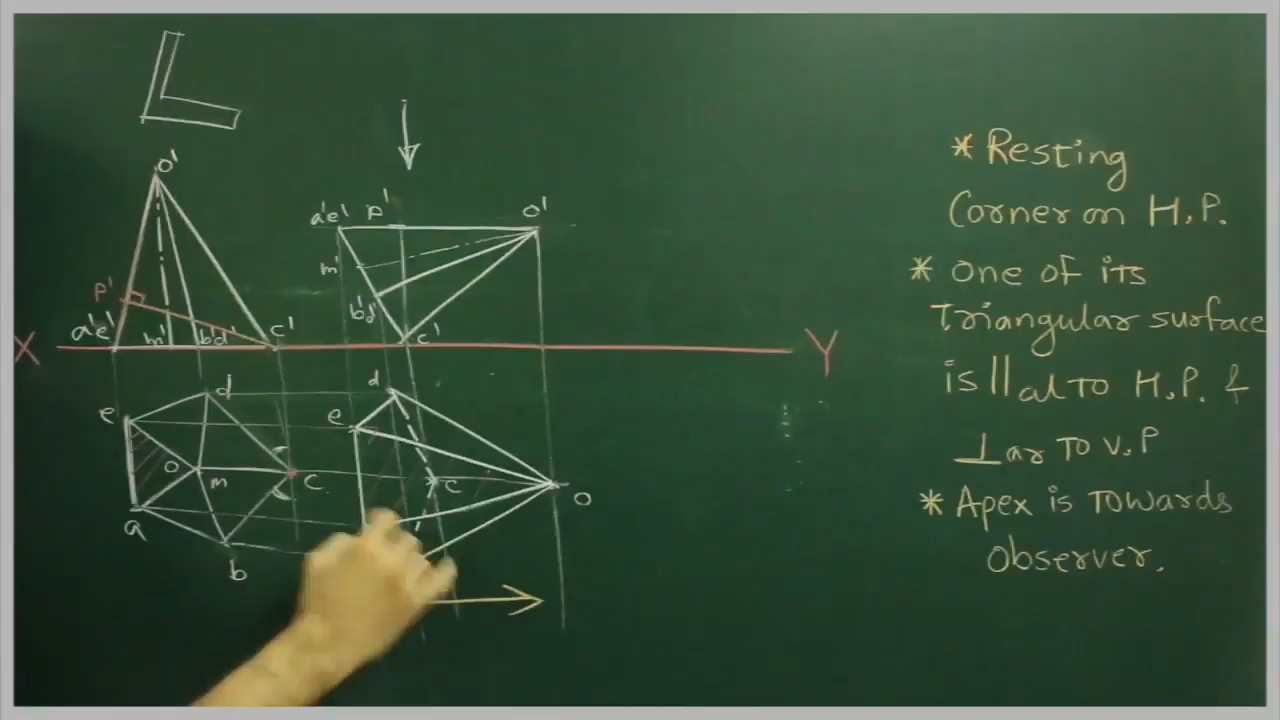 o'
a'e' p' o'
m'
p'
b'd'
a'e' m' b'd' c' c'
X Y
d d
e e
o m c c o
a
b
* Resting
Corner on H.P.
* One of its
Triangular surface
is ||al to H.P. &
⊥ar to V.P
* Apex is towards
observer.